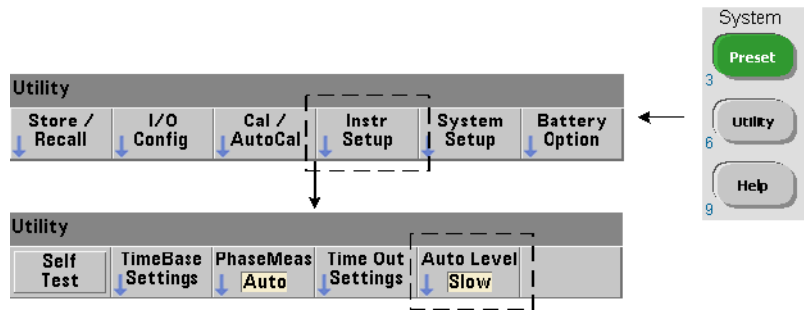 System
Preset
3
Utility
6
Help
9
Utility
Store / Recall
I/O Config
Cal / AutoCal
Instr Setup
System Setup
Battery Option
Utility
Self Test
TimeBase Settings
PhaseMeas Auto
Time Out Settings
Auto Level Slow